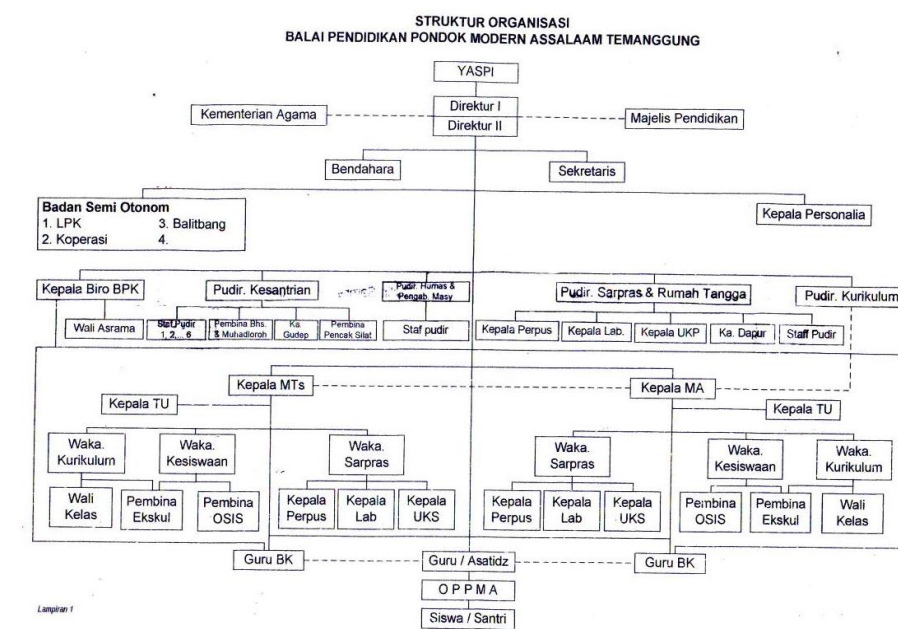 STRUKTUR ORGANISASI
BALAI PENDIDIKAN PONDOK MODERN ASSALAAM TEMANGGUNG
YASPI
Kementerian Agama
Direktur I
Direktur II
Majelis Pendidikan
Bendahara
Sekretaris
Badan Semi Otonom
1. LPK 3. Balitbang
2. Koperasi 4.
Kepala Personalia
Kepala Biro BPK
Pudir. Kesantrian
Pudir. Humas &
Pengab. Masy
Pudir. Sarpras & Rumah Tangga
Pudir. Kurikulum
Wali Asrama
Staf Pudir
1, 2,... 6
Pembina Bhs.
& Muhadloroh
Ka.
Gudep
Pembina
Pencak Silat
Staf pudir
Kepala Perpus
Kepala Lab.
Kepala UKP
Ka. Dapur
Staff Pudir
Kepala MTs
Kepala MA
Kepala TU
Kepala TU
Waka.
Kurikulum
Waka.
Kesiswaan
Waka.
Sarpras
Waka.
Sarpras
Waka.
Kesiswaan
Waka.
Kurikulum
Wali
Kelas
Pembina
Ekskul
Pembina
OSIS
Kepala
Perpus
Kepala
Lab
Kepala
UKS
Kepala
Perpus
Kepala
Lab
Kepala
UKS
Pembina
OSIS
Pembina
Ekskul
Wali
Kelas
Guru BK
Guru / Asatidz
Guru BK
O P P M A
Siswa / Santri
Lampiran 1